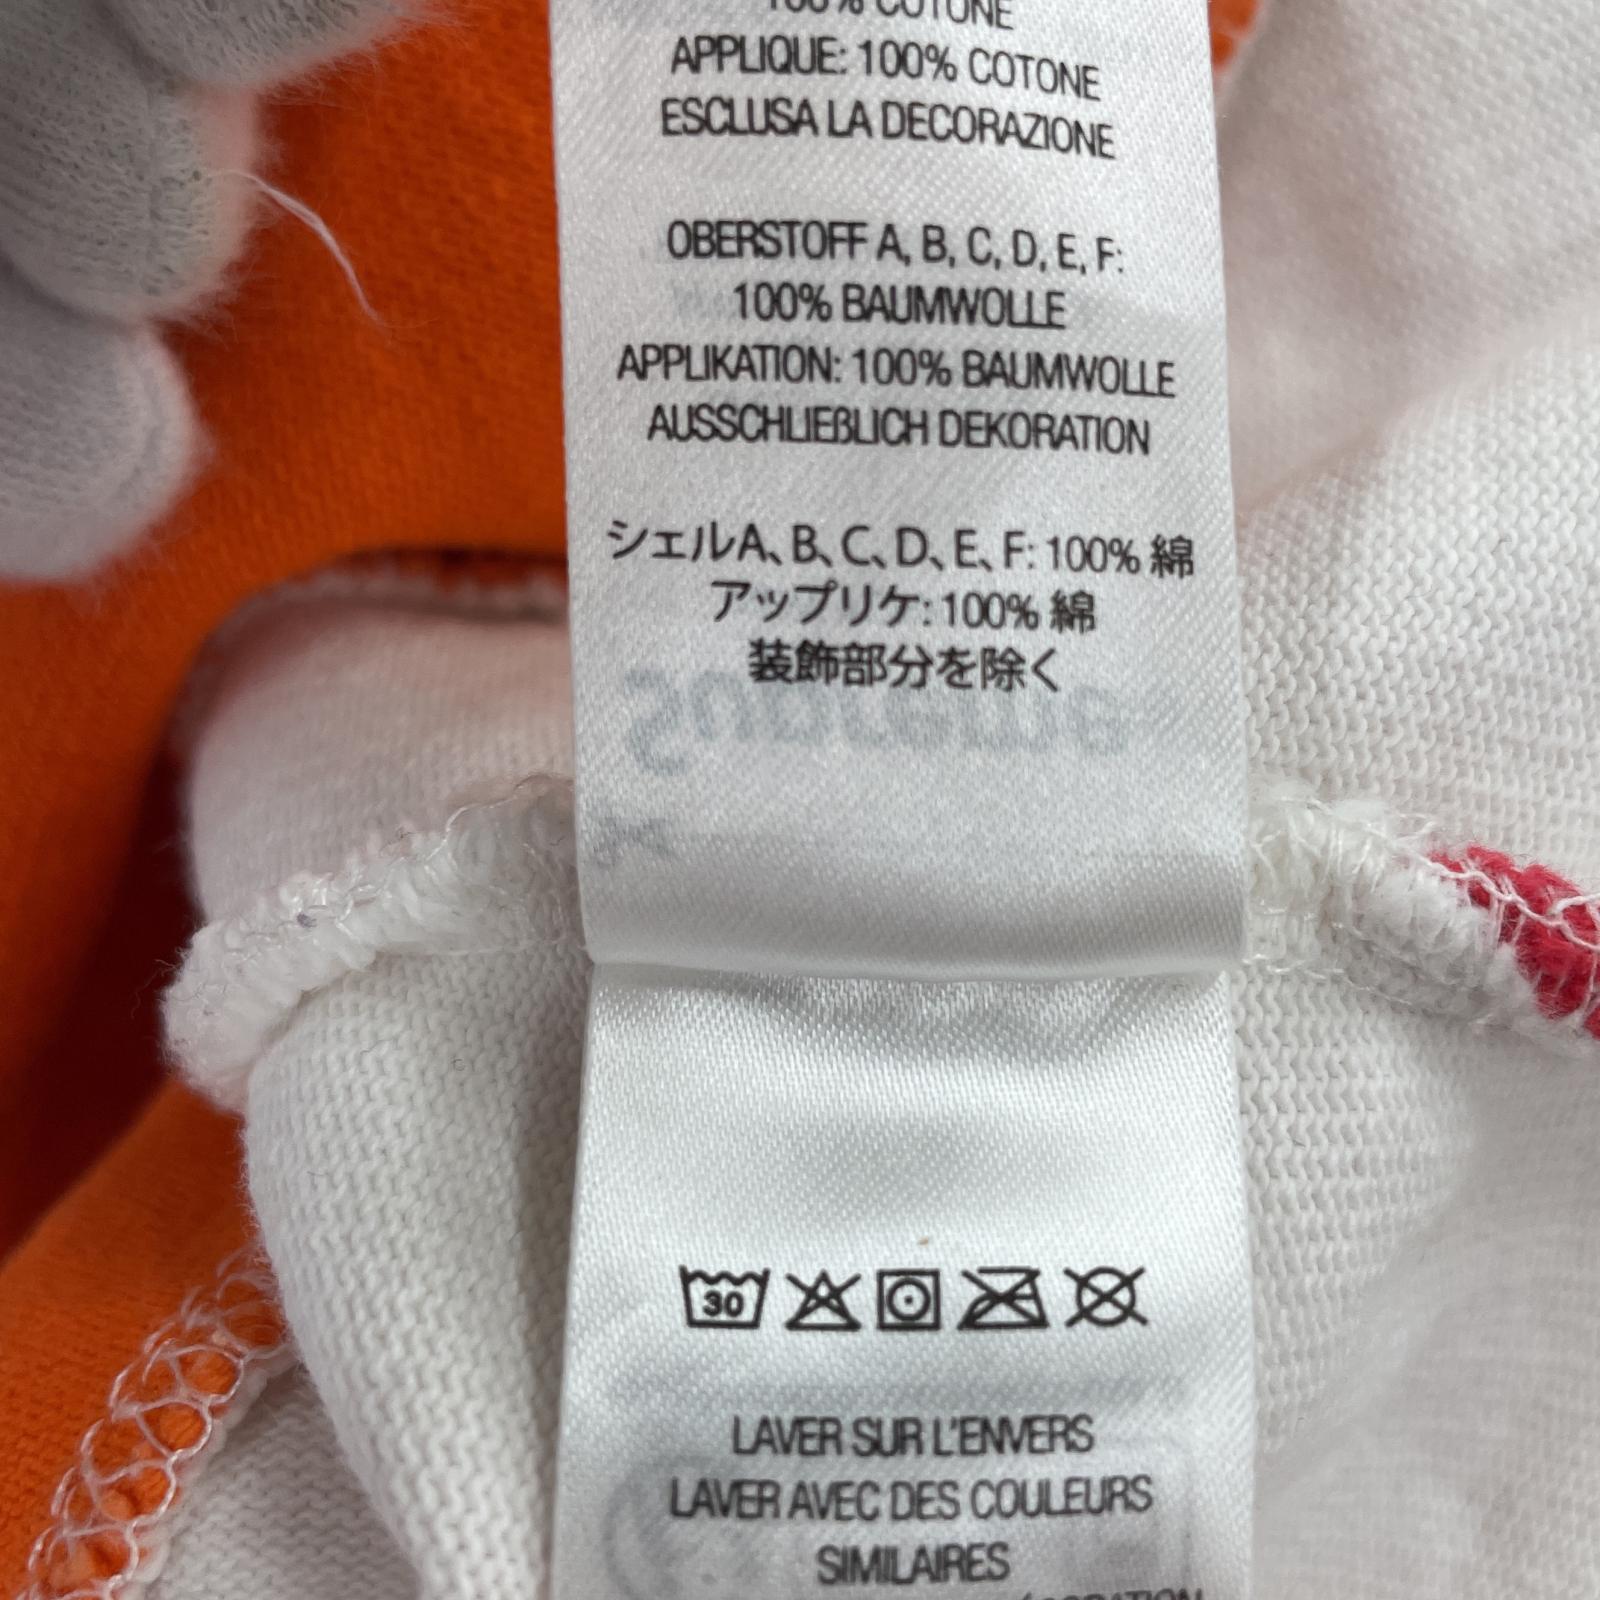 100% COTONE
APPLIQUE: 100% COTONE
ESCLUSA LA DECORAZIONE
OBERSTOFF A, B, C, D, E, F:
100% BAUMWOLLE
APPLIKATION: 100% BAUMWOLLE
AUSSCHLIEßLICH DEKORATION
シェルA、B、C、D、E、F: 100% 綿
アップリケ: 100% 綿
装飾部分を除く
30
LAVER SUR L'ENVERS
LAVER AVEC DES COULEURS
SIMILAIRES